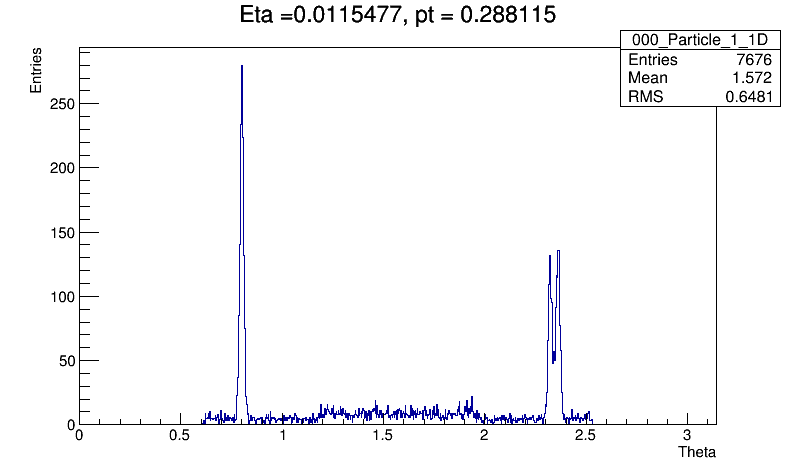 Eta =0.0115477, pt = 0.288115
000_Particle_1_1D
Entries 7676
Mean 1.572
RMS 0.6481
Entries
250
200
150
100
50
0
0 0.5 1 1.5 2 2.5 3
Theta